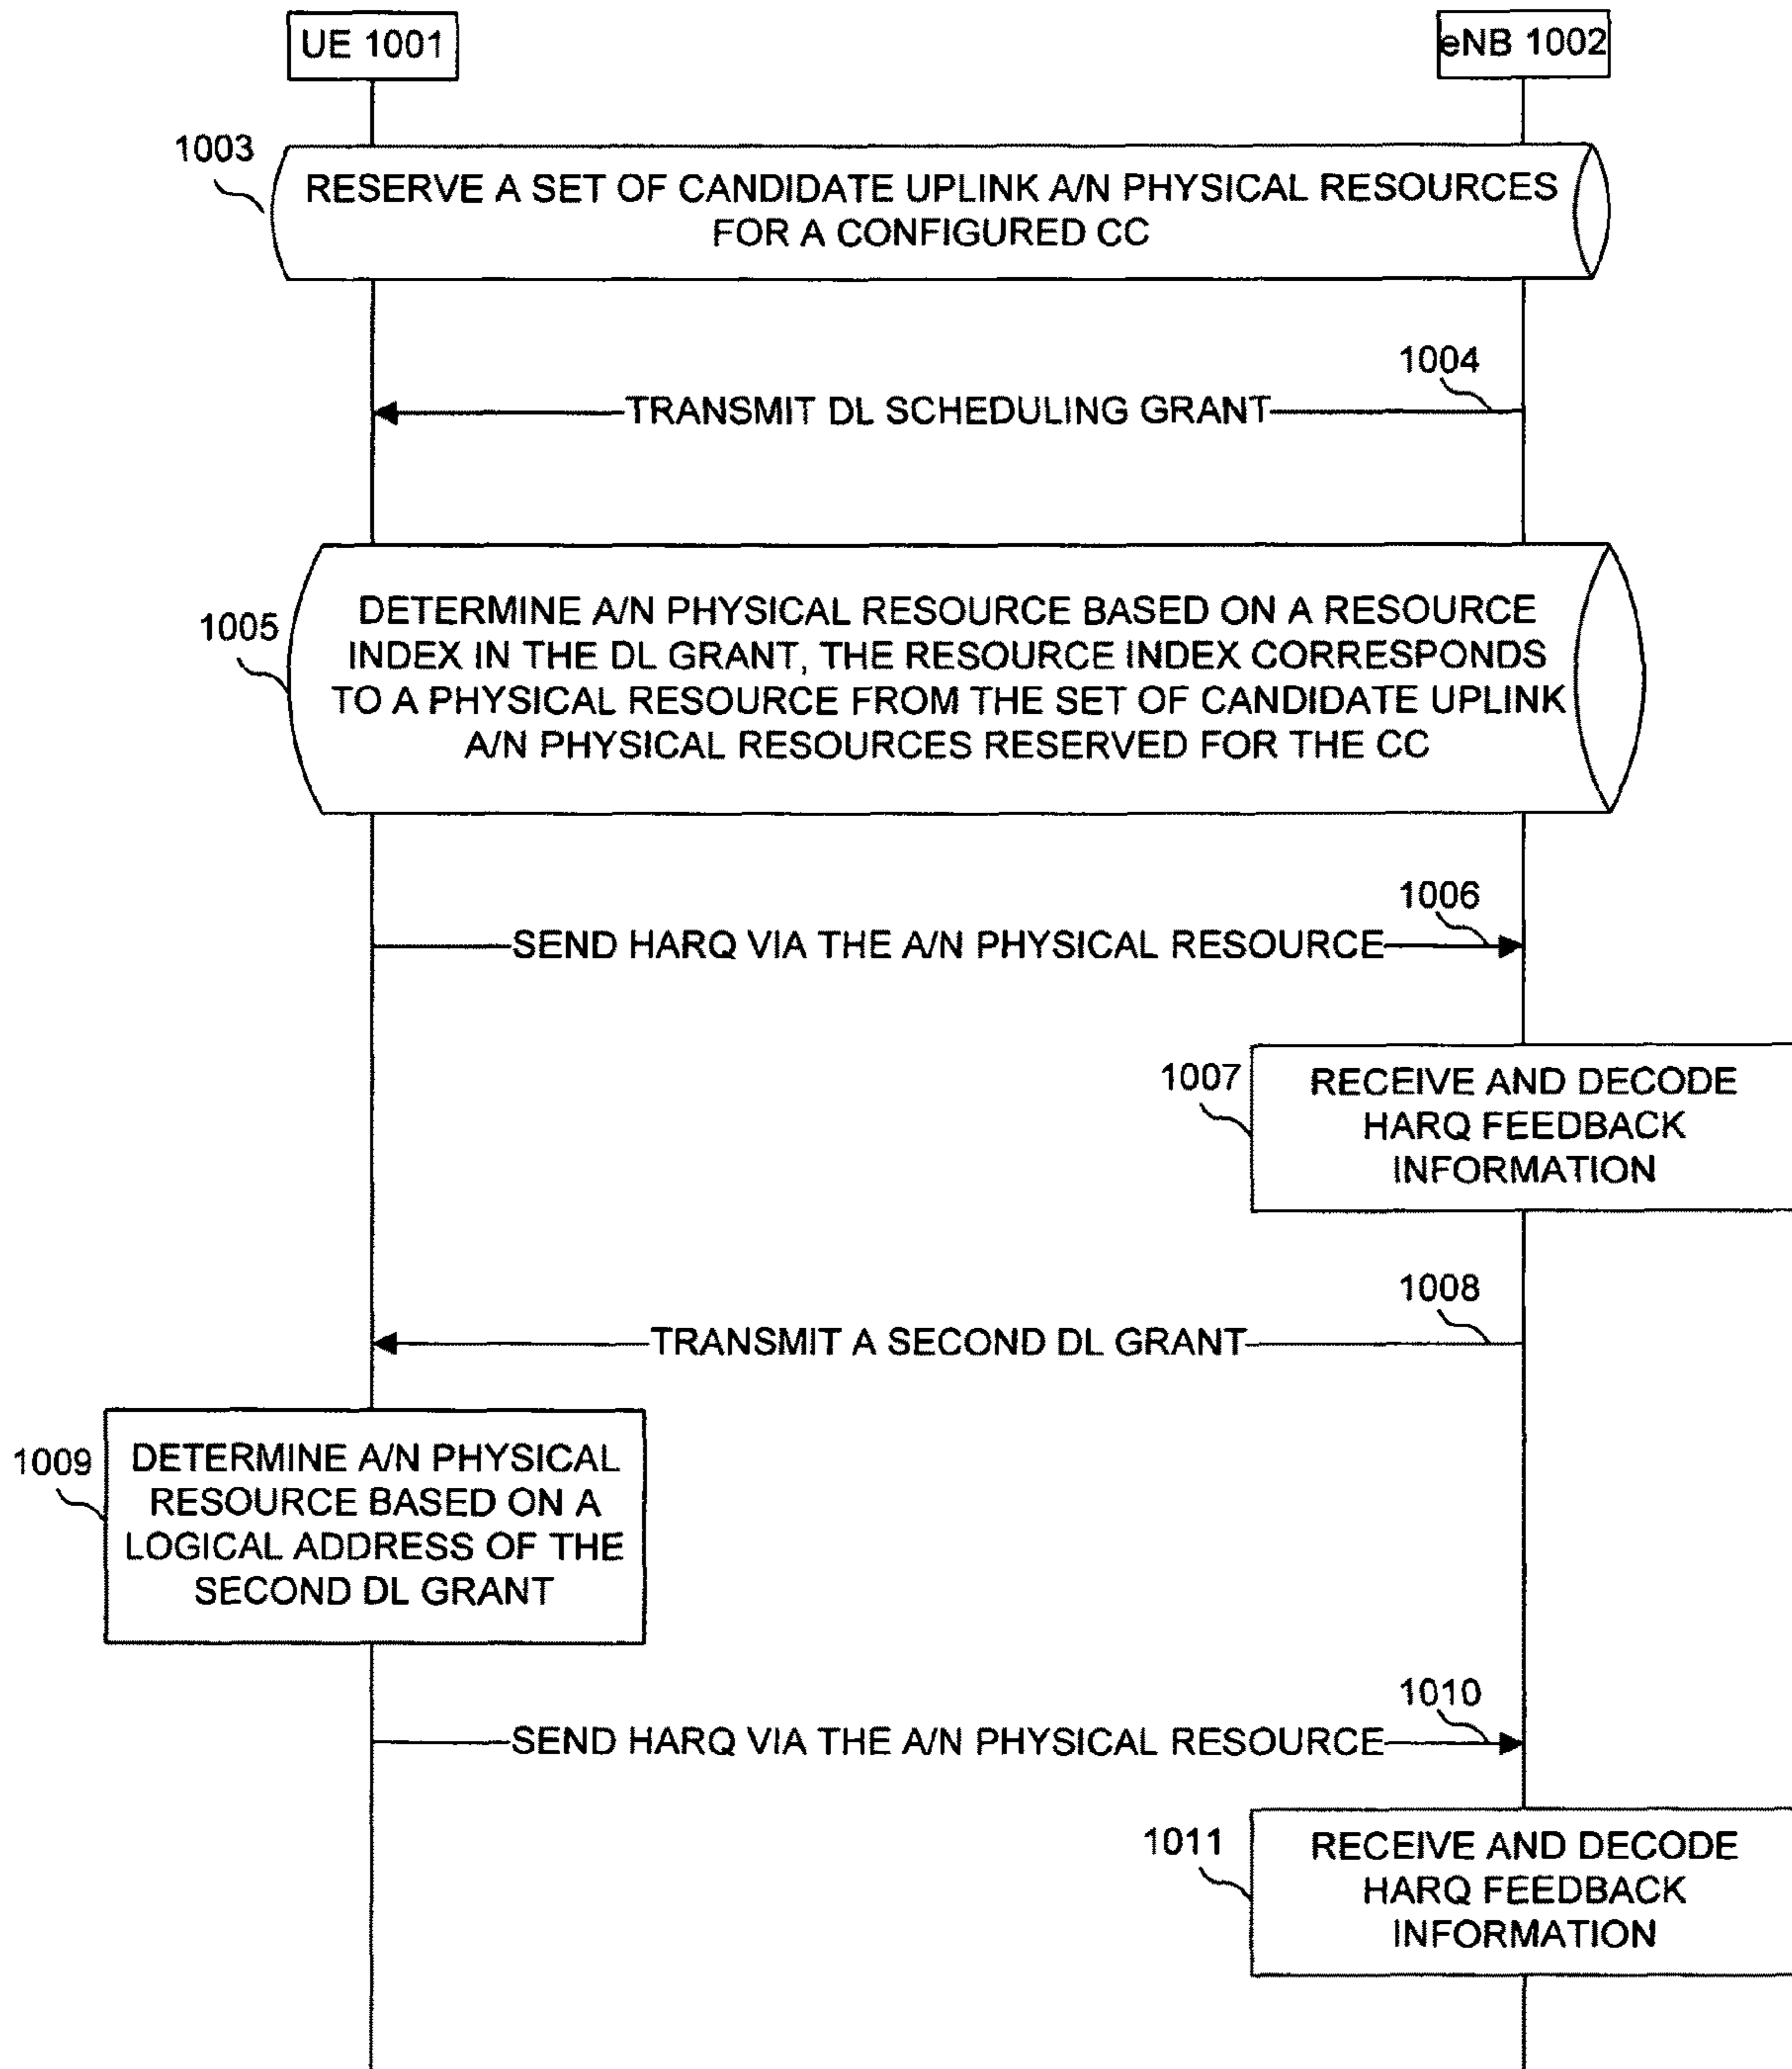 UE 1001
eNB 1002
1003
RESERVE A SET OF CANDIDATE UPLINK A/N PHYSICAL RESOURCES
FOR A CONFIGURED CC
1004
TRANSMIT DL SCHEDULING GRANT
1005
DETERMINE A/N PHYSICAL RESOURCE BASED ON A RESOURCE
INDEX IN THE DL GRANT, THE RESOURCE INDEX CORRESPONDS
TO A PHYSICAL RESOURCE FROM THE SET OF CANDIDATE UPLINK
A/N PHYSICAL RESOURCES RESERVED FOR THE CC
1006
SEND HARQ VIA THE A/N PHYSICAL RESOURCE
1007
RECEIVE AND DECODE
HARQ FEEDBACK
INFORMATION
1008
TRANSMIT A SECOND DL GRANT
1009
DETERMINE A/N PHYSICAL
RESOURCE BASED ON A
LOGICAL ADDRESS OF THE
SECOND DL GRANT
1010
SEND HARQ VIA THE A/N PHYSICAL RESOURCE
1011
RECEIVE AND DECODE
HARQ FEEDBACK
INFORMATION